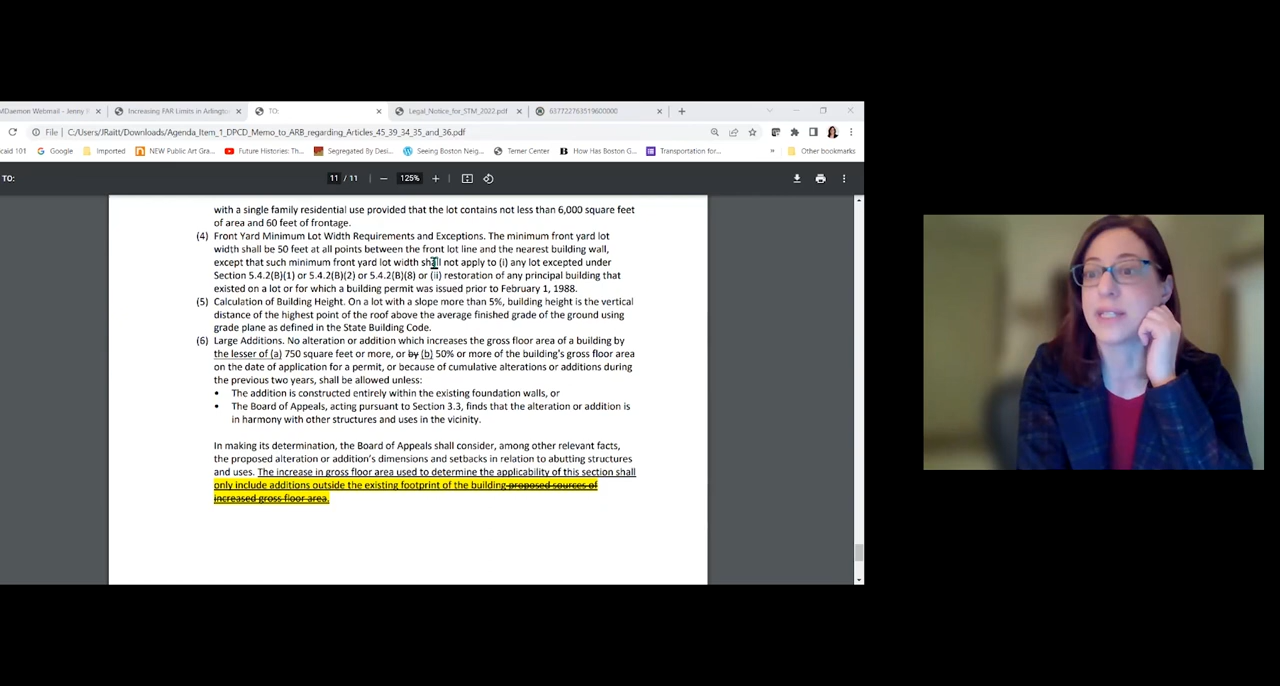 MDaemon Webmail - Jenny
Increasing FAR Limits in Arlingto
TO:
Legal_Notice_for_STM_2022.pdf
637722763519600000
File | C:/Users/JRaitt/Downloads/Agenda_Item_1_DPCD_Memo_to_ARB_regarding_Articles_45_39_34_35_and_36.pdf
caid 101
Google
Imported
NEW Public Art Gra...
Future Histories: Th...
Segregated By Desi...
Seeing Boston Neig...
Terner Center
How Has Boston G...
Transportation for...
»
Other bookmarks
TO:
11 / 11
125%
with a single family residential use provided that the lot contains not less than 6,000 square feet
of area and 60 feet of frontage.
(4) Front Yard Minimum Lot Width Requirements and Exceptions. The minimum front yard lot
width shall be 50 feet at all points between the front lot line and the nearest building wall,
except that such minimum front yard lot width shall not apply to (i) any lot excepted under
Section 5.4.2(B)(1) or 5.4.2(B)(2) or 5.4.2(B)(8) or (ii) restoration of any principal building that
existed on a lot or for which a building permit was issued prior to February 1, 1988.
(5) Calculation of Building Height. On a lot with a slope more than 5%, building height is the vertical
distance of the highest point of the roof above the average finished grade of the ground using
grade plane as defined in the State Building Code.
(6) Large Additions. No alteration or addition which increases the gross floor area of a building by
the lesser of (a) 750 square feet or more, or by (b) 50% or more of the building's gross floor area
on the date of application for a permit, or because of cumulative alterations or additions during
the previous two years, shall be allowed unless:
• The addition is constructed entirely within the existing foundation walls, or
• The Board of Appeals, acting pursuant to Section 3.3, finds that the alteration or addition is
in harmony with other structures and uses in the vicinity.
In making its determination, the Board of Appeals shall consider, among other relevant facts,
the proposed alteration or addition's dimensions and setbacks in relation to abutting structures
and uses. The increase in gross floor area used to determine the applicability of this section shall
only include additions outside the existing footprint of the building proposed sources of
increased gross floor area.